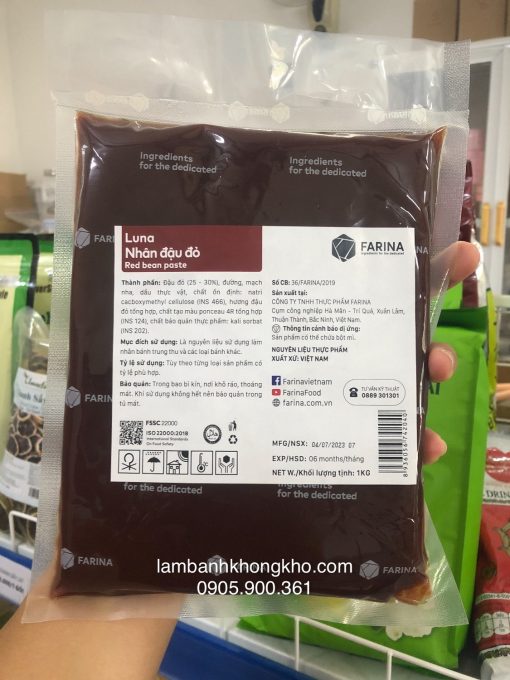 Ingredients
for the dedicated
Ingredients
for the dedicated
FARINA
Luna
Nhân đậu đỏ
Red bean paste
FARINA
Ingredients for the dedicated
Thành phần: Đậu đỏ (25 - 30%), đường, mạch
nha, dầu thực vật, chất ổn định: natri
cacboxymethyl cellulose (INS 466), hương đậu
đỏ tổng hợp, chất tạo màu ponceau 4R tổng hợp
(INS 124), chất bảo quản thực phẩm: kali sorbat
(INS 202).
Mục đích sử dụng: Là nguyên liệu sử dụng làm
nhân bánh trung thu và các loại bánh khác.
Tỷ lệ sử dụng: Tùy theo từng loại sản phẩm có
tỷ lệ phù hợp.
Bảo quản: Trong bao bì kín, nơi khô ráo, thoáng
mát. Khi sử dụng không hết nên bảo quản trong
tủ mát.
FSSC 22000
ISO 22000:2018
International Standards
On Food Safety
Số CB: 36/FARINA/2019
Sản xuất tại:
CÔNG TY TNHH THỰC PHẨM FARINA
Cụm công nghiệp Hà Mãn - Trí Quả, Xuân Lâm,
Thuận Thành, Bắc Ninh, Việt Nam.
Thông tin cảnh báo dị ứng:
Sản phẩm có thể chứa bột mì.
NGUYÊN LIỆU THỰC PHẨM
XUẤT XỨ: VIỆT NAM
Farinavietnam
FarinaFood
farina.com.vn
TƯ VẤN KỸ THUẬT
0889 301301
MFG/NSX: 04/07/2023 07
EXP/HSD: 06 months/tháng
NET W./Khối lượng tịnh: 1KG
for the dedicated
Ingredients
for the dedicated
FARINA
FARINA
FARINA
lambanhkhongkho.com
0905.900.361